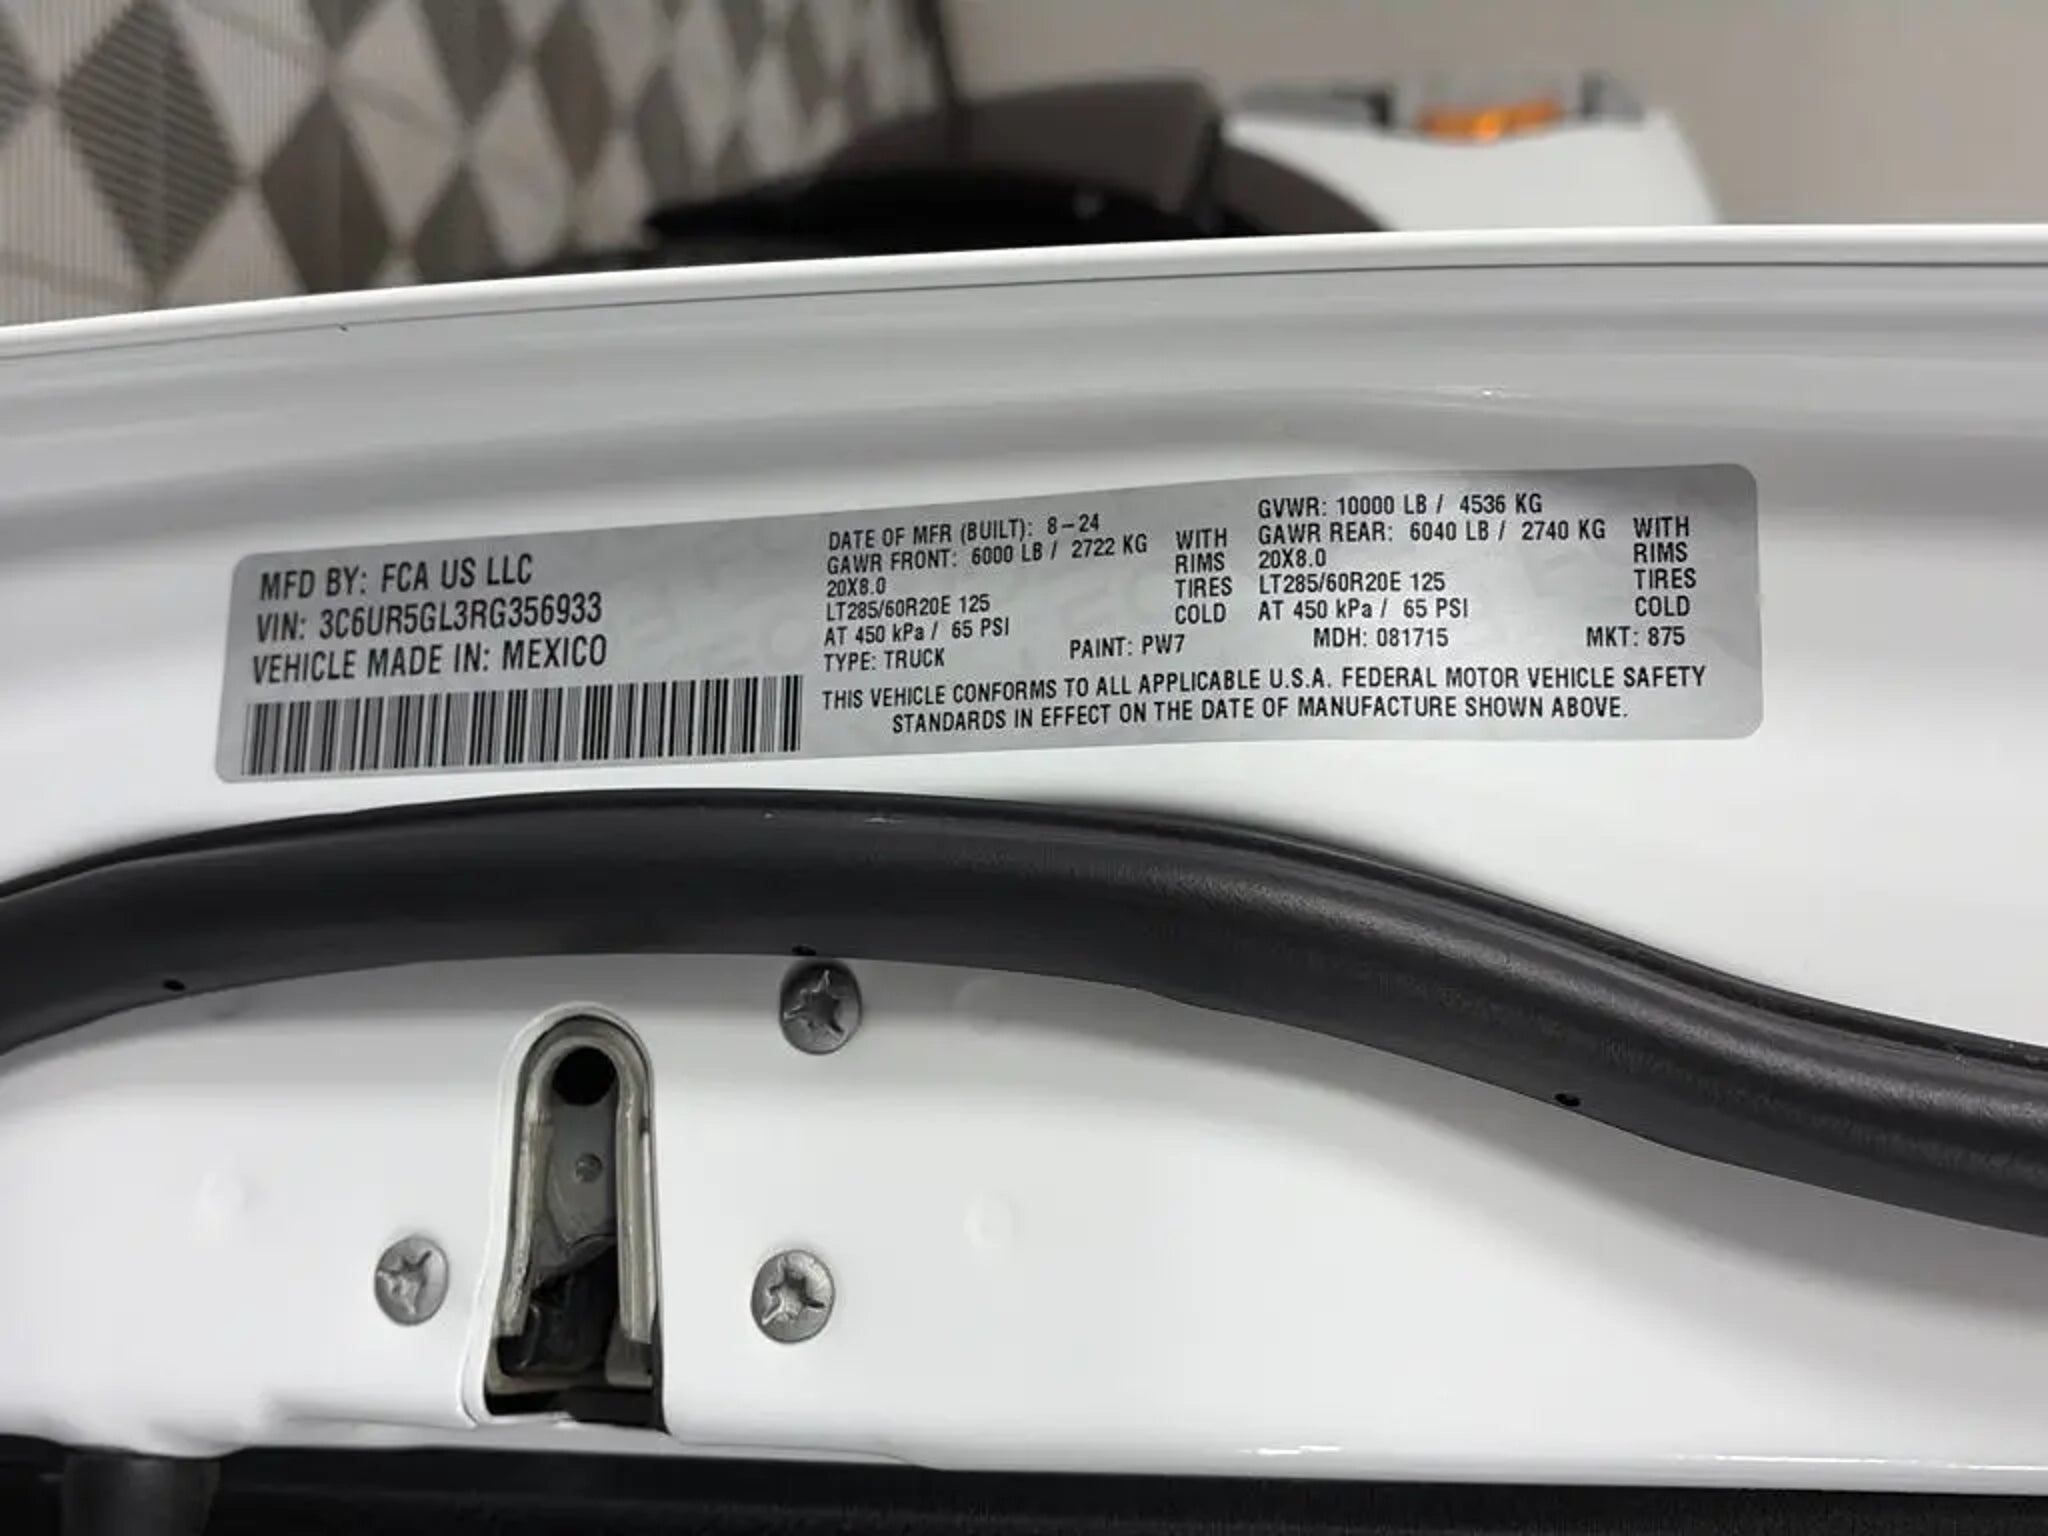 MFD BY: FCA US LLC
VIN: 3C6UR5GL3RG356933
VEHICLE MADE IN: MEXICO
DATE OF MFR (BUILT): 8-24
GAWR FRONT: 6000 LB / 2722 KG WITH
20X8.0 RIMS
LT285/60R20E 125 TIRES
AT 450 kPa / 65 PSI COLD
GVWR: 10000 LB / 4536 KG
GAWR REAR: 6040 LB / 2740 KG WITH
20X8.0 RIMS
LT285/60R20E 125 TIRES
AT 450 kPa / 65 PSI COLD
TYPE: TRUCK PAINT: PW7 MDH: 081715 MKT: 875
THIS VEHICLE CONFORMS TO ALL APPLICABLE U.S.A. FEDERAL MOTOR VEHICLE SAFETY
STANDARDS IN EFFECT ON THE DATE OF MANUFACTURE SHOWN ABOVE.